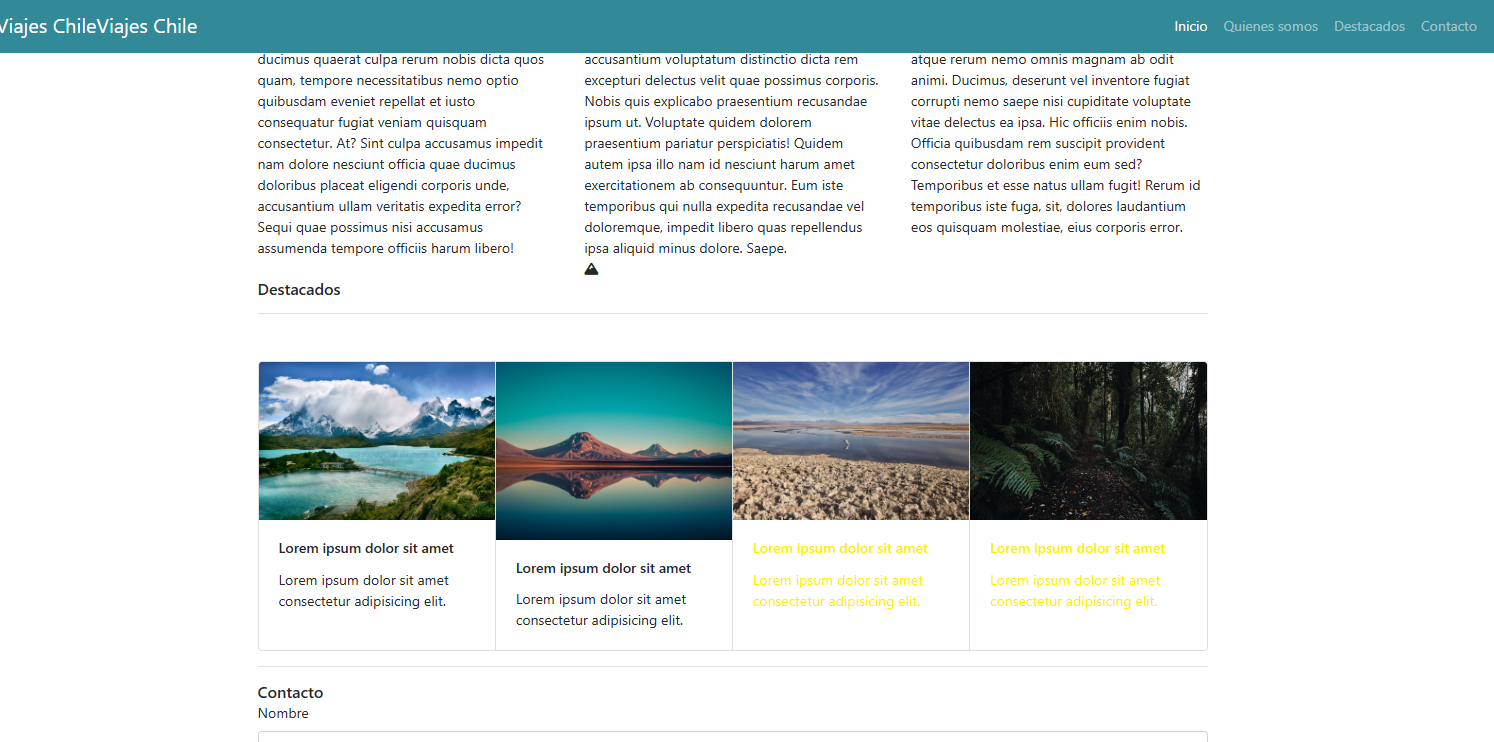 Viajes ChileViajes Chile
Inicio Quienes somos Destacados Contacto
ducimus quaerat culpa rerum nobis dicta quos
quam, tempore necessitatibus nemo optio
quibusdam eveniet repellat et iusto
consequatur fugiat veniam quisquam
consectetur. At? Sint culpa accusamus impedit
nam dolore nesciunt officia quae ducimus
doloribus placeat eligendi corporis unde,
accusantium ullam veritatis expedita error?
Sequi quae possimus nisi accusamus
assumenda tempore officiis harum libero!
accusantium voluptatum distinctio dicta rem
excepturi delectus velit quae possimus corporis.
Nobis quis explicabo praesentium recusandae
ipsum ut. Voluptate quidem dolorem
praesentium pariatur perspiciatis! Quidem
autem ipsa illo nam id nesciunt harum amet
exercitationem ab consequuntur. Eum iste
temporibus qui nulla expedita recusandae vel
doloremque, impedit libero quas repellendus
ipsa aliquid minus dolore. Saepe.
atque rerum nemo omnis magnam ab odit
animi. Ducimus, deserunt vel inventore fugiat
corrupti nemo saepe nisi cupiditate voluptate
vitae delectus ea ipsa. Hic officiis enim nobis.
Officia quibusdam rem suscipit provident
consectetur doloribus enim eum sed?
Temporibus et esse natus ullam fugit! Rerum id
temporibus iste fuga, sit, dolores laudantium
eos quisquam molestiae, eius corporis error.
Destacados
Lorem ipsum dolor sit amet
Lorem ipsum dolor sit amet
consectetur adipisicing elit.
Lorem ipsum dolor sit amet
Lorem ipsum dolor sit amet
consectetur adipisicing elit.
Lorem ipsum dolor sit amet
Lorem ipsum dolor sit amet
consectetur adipisicing elit.
Lorem ipsum dolor sit amet
Lorem ipsum dolor sit amet
consectetur adipisicing elit.
Contacto
Nombre